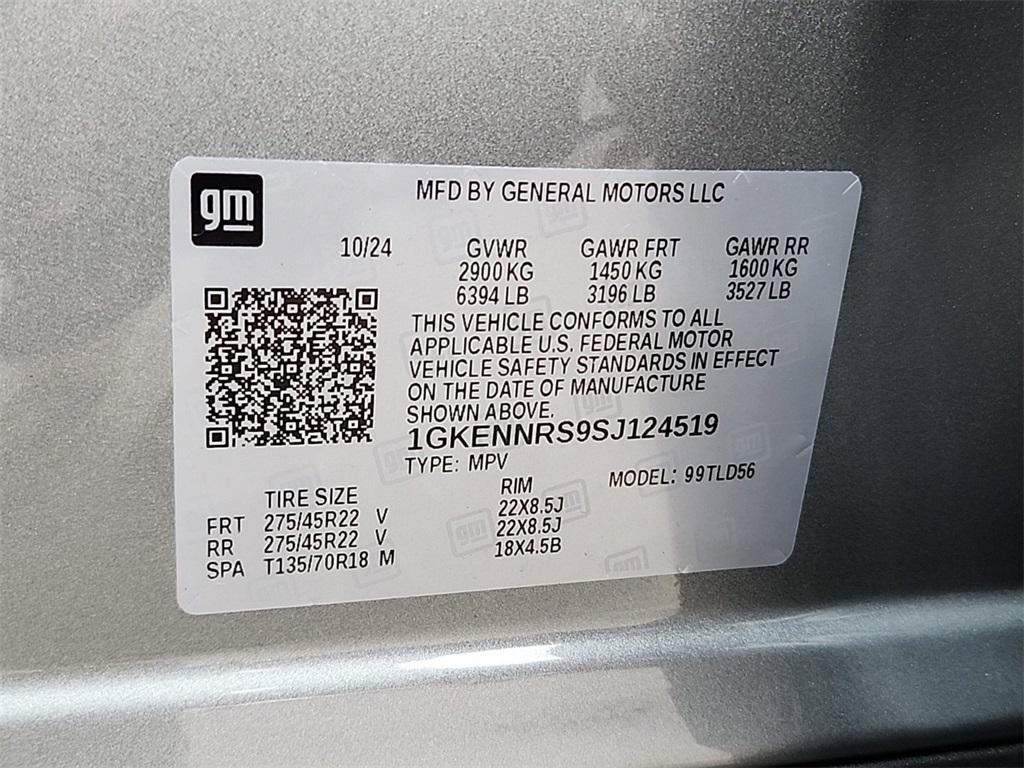 gm
MFD BY GENERAL MOTORS LLC
10/24 GVWR GAWR FRT GAWR RR
2900 KG 1450 KG 1600 KG
6394 LB 3196 LB 3527 LB
THIS VEHICLE CONFORMS TO ALL
APPLICABLE U.S. FEDERAL MOTOR
VEHICLE SAFETY STANDARDS IN EFFECT
ON THE DATE OF MANUFACTURE
SHOWN ABOVE.
1GKENNRS9SJ124519
TYPE: MPV MODEL: 99TLD56
TIRE SIZE RIM
FRT 275/45R22 V 22X8.5J
RR 275/45R22 V 22X8.5J
SPA T135/70R18 M 18X4.5B